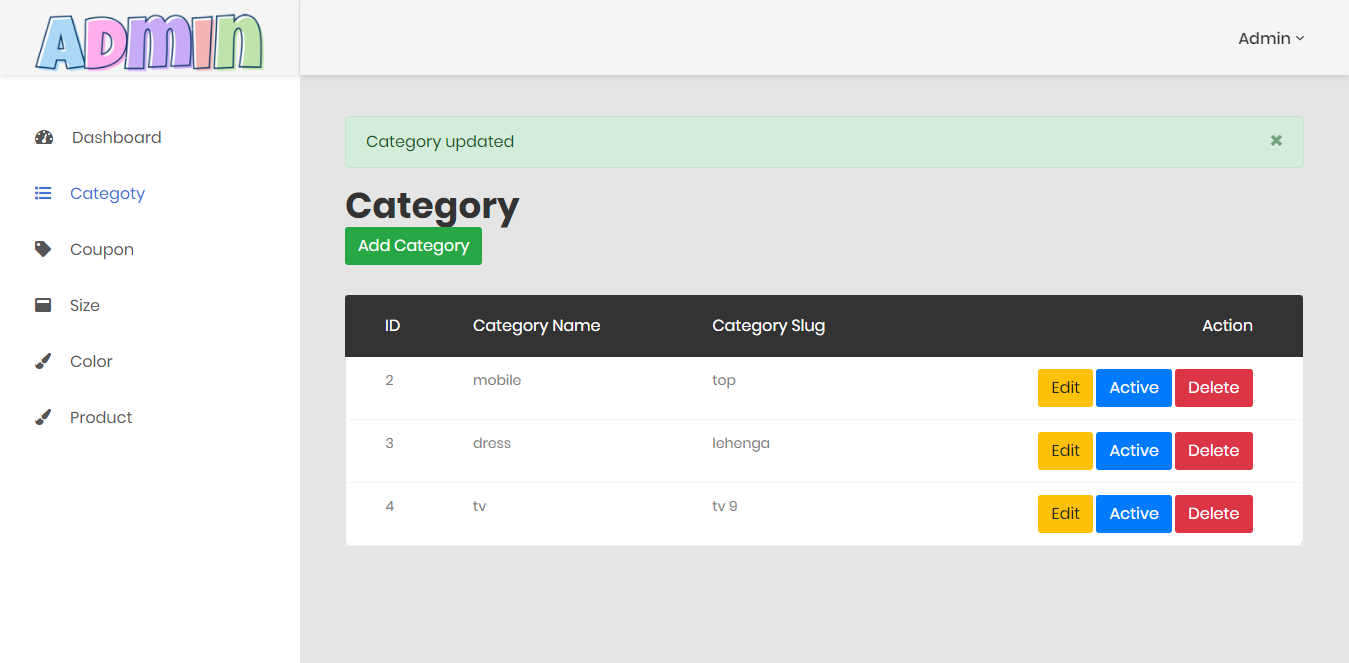 ADMIN
Admin
Dashboard
Categoty
Coupon
Size
Color
Product
Category updated
Category
Add Category
ID Category Name Category Slug Action
2 mobile top Edit Active Delete
3 dress lehenga Edit Active Delete
4 tv tv 9 Edit Active Delete